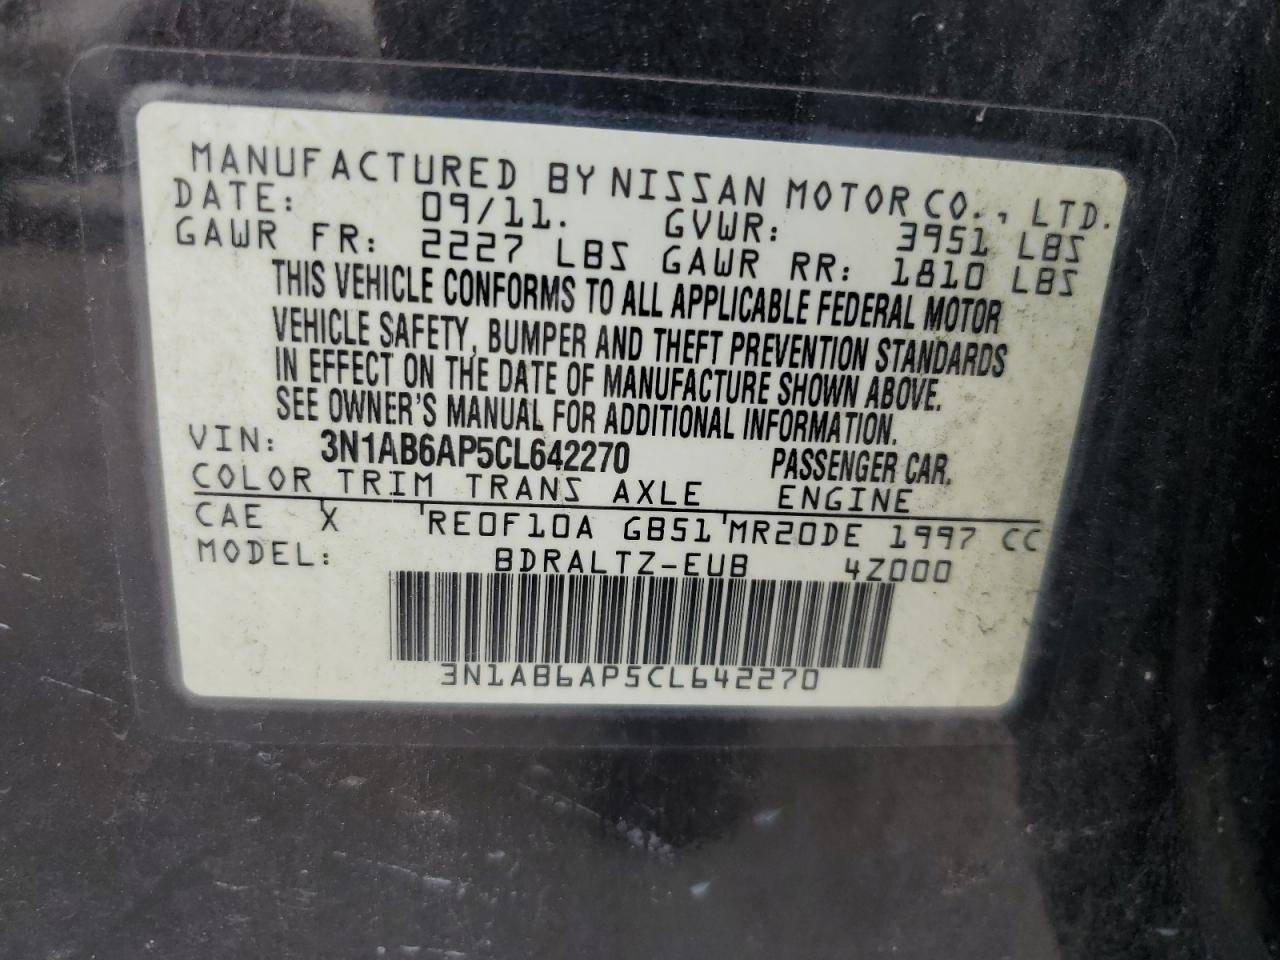 MANUFACTURED BY NISSAN MOTOR CO., LTD.
DATE: 09/11. GVWR: 3951 LBS
GAWR FR: 2227 LBS GAWR RR: 1810 LBS
THIS VEHICLE CONFORMS TO ALL APPLICABLE FEDERAL MOTOR
VEHICLE SAFETY, BUMPER AND THEFT PREVENTION STANDARDS
IN EFFECT ON THE DATE OF MANUFACTURE SHOWN ABOVE.
SEE OWNER'S MANUAL FOR ADDITIONAL INFORMATION.
VIN: 3N1AB6AP5CL642270 PASSENGER CAR.
COLOR TRIM TRANS AXLE ENGINE
CAE X RE0F10A GB51 MR20DE 1997 CC
MODEL: BDRALTZ-EUB 4Z000
3N1AB6AP5CL642270